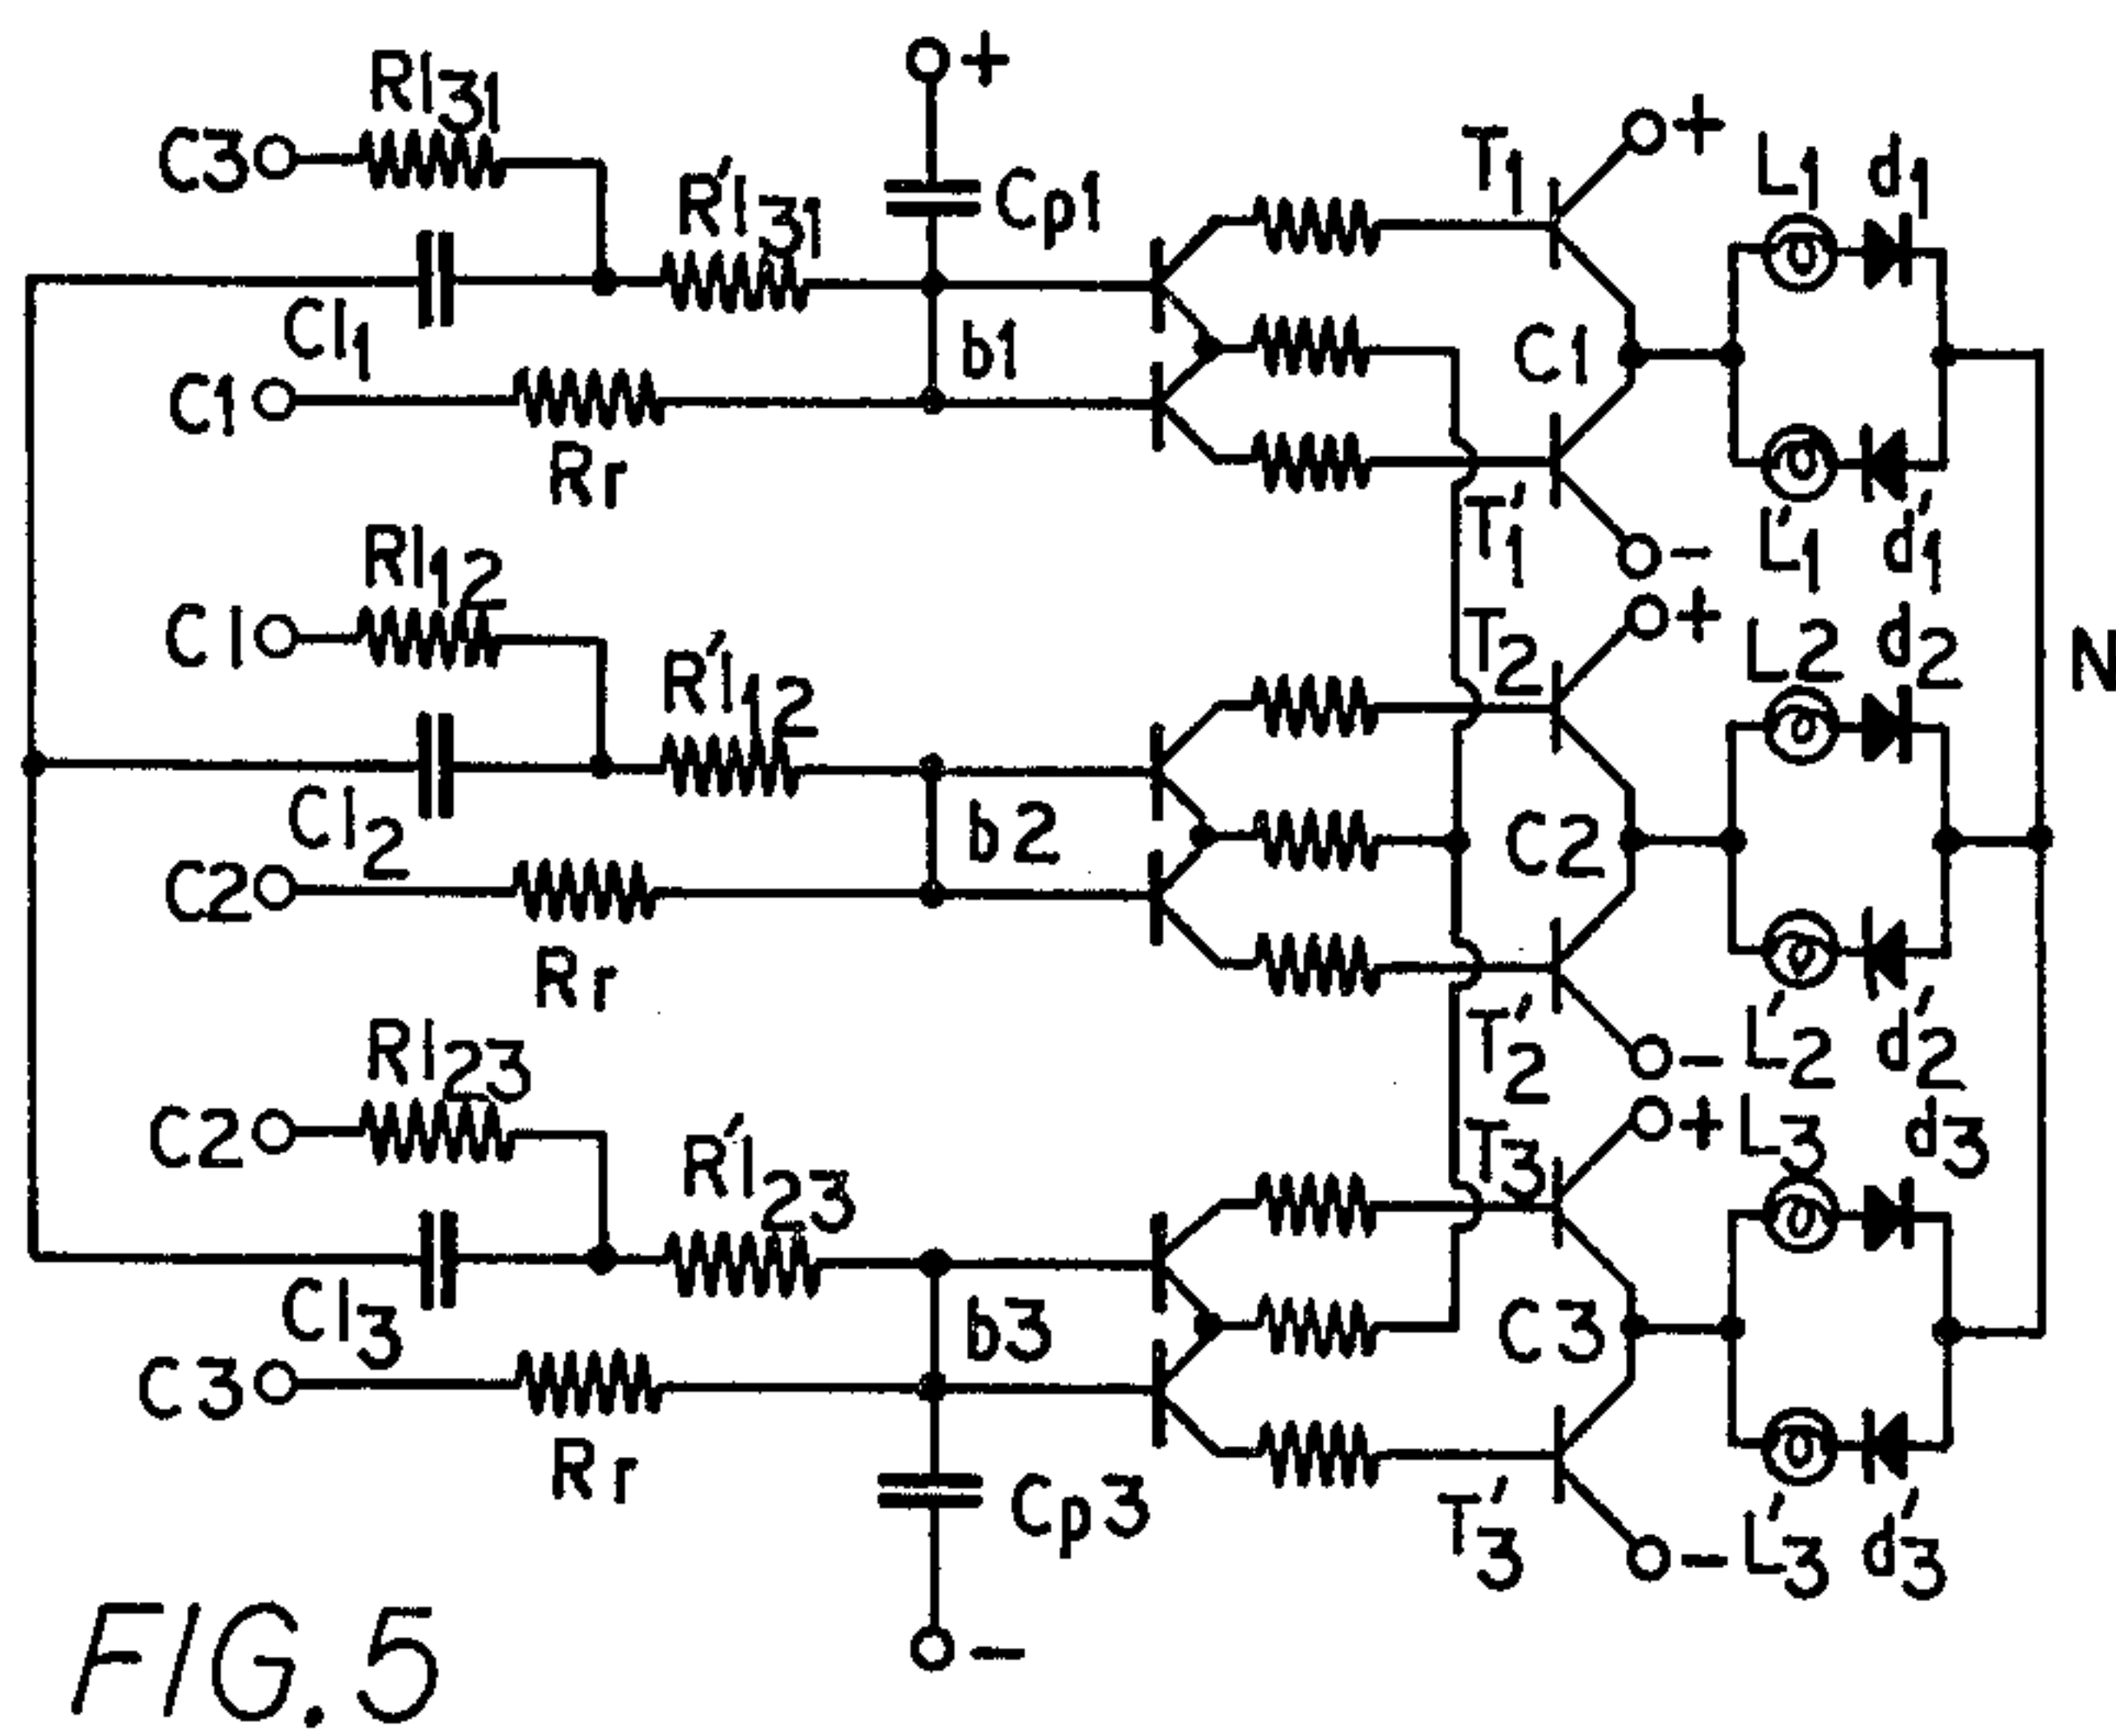 +
Rl31
C3
R'l31
Cp1
T1
+
L1 d1
Cl1
b1
C1
C1
Rr
T'1
-
L'1 d'1
Rl12
C1
R'l12
T2
+
L2 d2
N
Cl2
b2
C2
C2
Rr
T'2
-
L'2 d'2
Rl23
C2
R'l23
T3
+
L3 d3
Cl3
b3
C3
C3
Rr
Cp3
T'3
-
L'3 d'3
-
FIG. 5